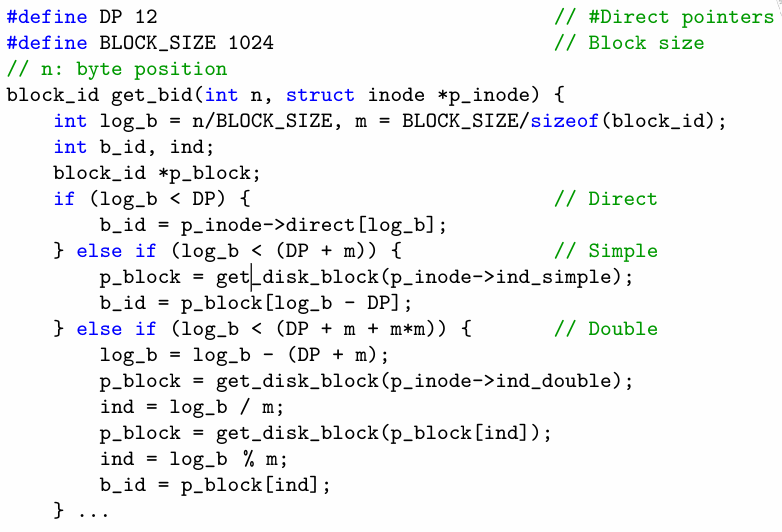 #define DP 12 // #Direct pointers
#define BLOCK_SIZE 1024 // Block size
// n: byte position
block_id get_bid(int n, struct inode *p_inode) {
    int log_b = n/BLOCK_SIZE, m = BLOCK_SIZE/sizeof(block_id);
    int b_id, ind;
    block_id *p_block;
    if (log_b < DP) { // Direct
        b_id = p_inode->direct[log_b];
    } else if (log_b < (DP + m)) { // Simple
        p_block = get_disk_block(p_inode->ind_simple);
        b_id = p_block[log_b - DP];
    } else if (log_b < (DP + m + m*m)) { // Double
        log_b = log_b - (DP + m);
        p_block = get_disk_block(p_inode->ind_double);
        ind = log_b / m;
        p_block = get_disk_block(p_block[ind]);
        ind = log_b % m;
        b_id = p_block[ind];
    } ...